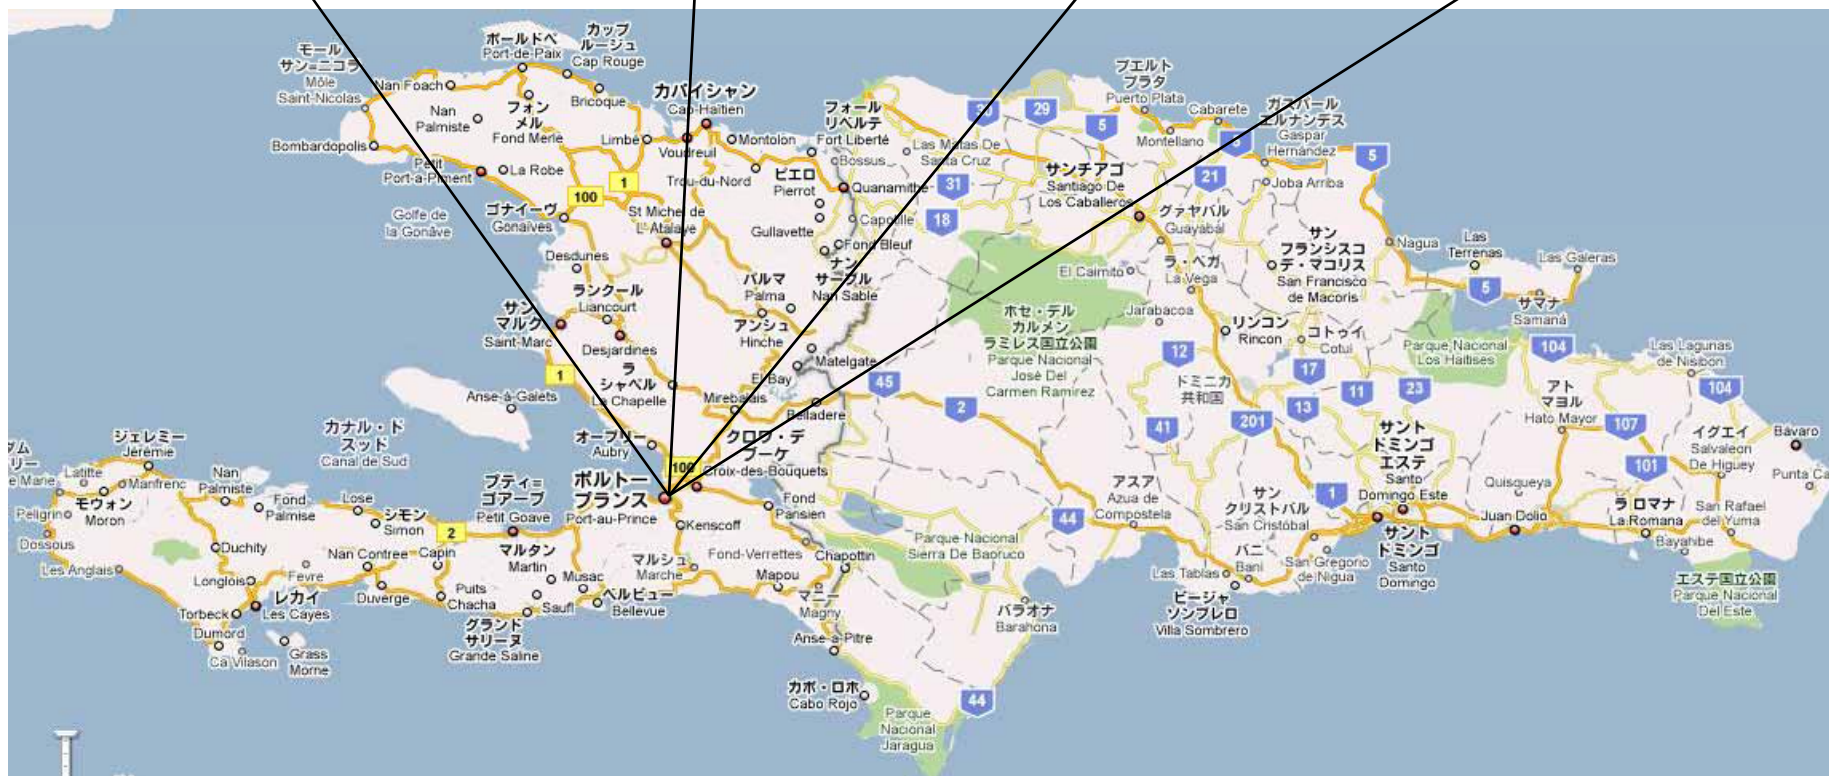 モール
サン=ニコラ
Môle
Saint-Nicolas
Nan Foach
ポールドペ
Port-de-Paix
カップ
ルージュ
Cap Rouge
Bricoque
フォン
メル
Fond Merle
Nan
Palmiste
Bombardopolis
Petit
Port-a-Piment
La Robe
Limbé
カパイシャン
Cap-Haïtien
Voudreuil
Montolon
Trou-du-Nord
フォール
リベルテ
Fort Liberté
Bossus
ピエロ
Pierrot
Quanamithe
Capotille
Gullavette
Fond Bleuf
ナン
サーブル
Nan Sable
100
1
St Michel de
L'Atalaye
ゴナイーヴ
Gonaïves
Golfe de
la Gonâve
Desdunes
ランクール
Liancourt
サン
マルク
Saint-Marc
Desjardines
パルマ
Palma
アンシュ
Hinche
Matelgate
El Bay
ラ
シャペル
La Chapelle
1
Mirebalais
Belladere
Anse-à-Galets
カナル・ド
スッド
Canal de Sud
オーブリー
Aubry
クロワ・デ
ブーケ
Croix-des-Bouquets
100
ポルトー
プランス
Port-au-Prince
Kenscoff
Fond
Parisien
Fond-Verrettes
Chapottin
ダム
リー
e Marie
ジェレミー
Jérémie
Latitte
Manfrenc
モウォン
Moron
Peligrin
Dossous
Les Anglais
Nan
Palmiste
Fond
Palmise
Lose
シモン
Simon
2
プティ=
ゴアーブ
Petit Goave
Duchity
Nan Contree
Capin
マルタン
Martin
マルシュ
Marche
Longlois
Fevre
Duverge
Puits
Chacha
Musac
Saufl
ベルビュー
Bellevue
Mapou
マニー
Magny
Torbeck
レカイ
Les Cayes
Dumord
Ca Vilason
Grass
Morne
グランド
サリーヌ
Grande Saline
Anse-à-Pitre
カボ・ロホ
Cabo Rojo
Parque
Nacional
Jaragua
44
バラオナ
Barahona
Parque Nacional
Sierra De Baoruco
44
アスア
Azua de
Compostela
45
2
Las Matas De
Santa Cruz
31
18
29
5
プエルト
プラタ
Puerto Plata
Montellano
Cabarete
ガスパール
エルナンデス
Gaspar
Hernández
5
Joba Arriba
21
サンチアゴ
Santiago De
Los Caballeros
グァヤバル
Guayabal
El Caimito
ラ・ベガ
La Vega
Jarabacoa
ホセ・デル
カルメン
ラミレス国立公園
Parque Nacional
José Del
Carmen Ramírez
サン
フランシスコ
デ・マコリス
San Francisco
de Macorís
Nagua
Las
Terrenas
Las Galeras
5
サマナ
Samaná
リンコン
Rincon
コトゥイ
Cotuí
Parque Nacional
Los Haitises
104
Las Lagunas
de Nisibon
104
12
ドミニカ
共和国
17
11
23
13
41
201
アト
マヨル
Hato Mayor
107
イグエイ
Salvaleon
De Higuey
Bávaro
Punta Ca
101
サント
ドミンゴ
エステ
Santo
Domingo Este
Quisqueya
1
サン
クリストバル
San Cristóbal
Juan Dolio
ラ ロマナ
La Romana
San Rafael
del Yuma
Bayahibe
サント
ドミンゴ
Santo
Domingo
バニ
Bani
San Gregorio
de Nigua
Las Tablas
ビージャ
ソンブレロ
Villa Sombrero
エステ国立公園
Parque Nacional
Del Este